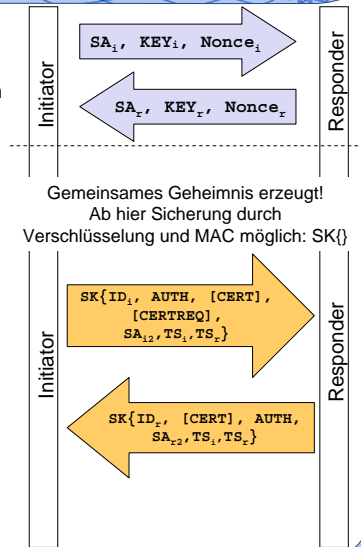 n
Initiator
SAi, KEYi, Noncei
Responder
SAr, KEYr, Noncer
Gemeinsames Geheimnis erzeugt!
Ab hier Sicherung durch
Verschlüsselung und MAC möglich: SK{}
Initiator
SK{IDi, AUTH, [CERT],
[CERTREQ],
SAi2,TSi,TSr}
Responder
SK{IDr, [CERT], AUTH,
SAr2,TSi,TSr}